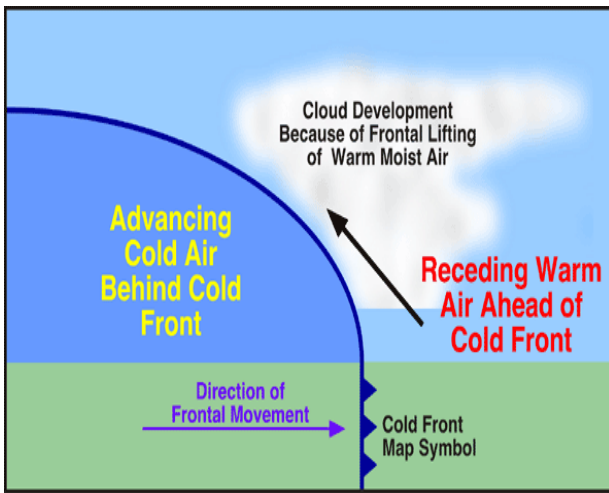 Cloud Development
Because of Frontal Lifting
of Warm Moist Air
Advancing
Cold Air
Behind Cold
Front
Receding Warm
Air Ahead of
Cold Front
Direction of
Frontal Movement
Cold Front
Map Symbol